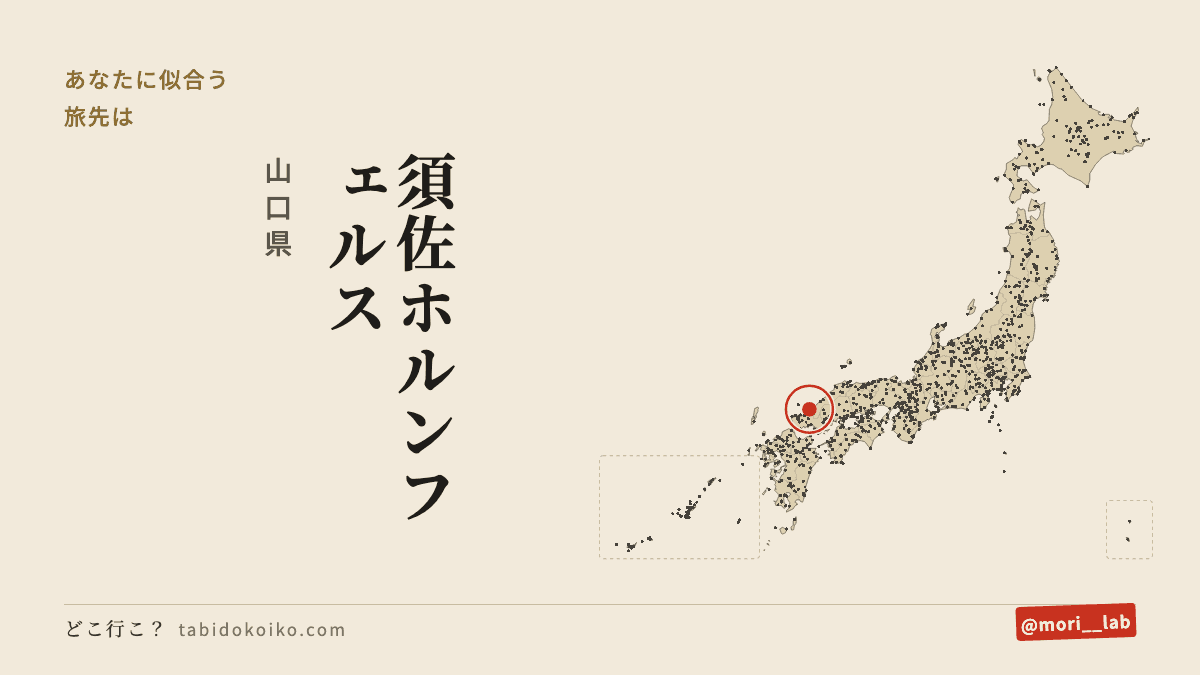 あなたに似合う
旅先は
須佐ホルンフ
ェルス
山口県
どこ行こ？ tabidokoiko.com
@mori__lab